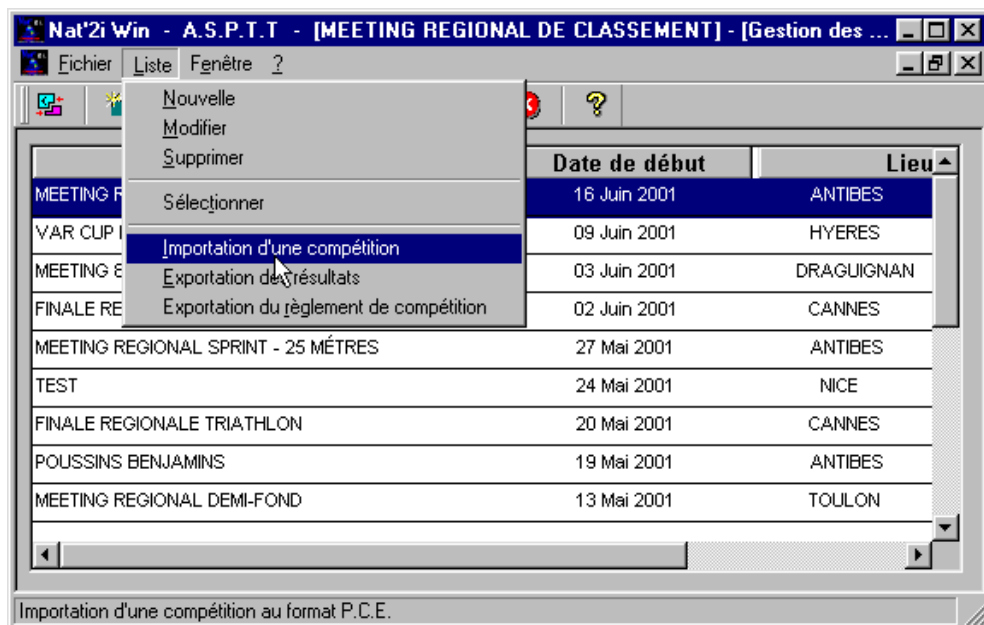 Nat'2i Win - A.S.P.T.T - [MEETING REGIONAL DE CLASSEMENT] - [Gestion des ...
Fichier Liste Fenêtre ?
Nouvelle
Modifier
Supprimer
Sélectionner
Importation d'une compétition
Exportation des résultats
Exportation du règlement de compétition
Date de début Lieu
MEETING R 16 Juin 2001 ANTIBES
VAR CUP 09 Juin 2001 HYERES
MEETING 03 Juin 2001 DRAGUIGNAN
FINALE RE 02 Juin 2001 CANNES
MEETING REGIONAL SPRINT - 25 MÉTRES 27 Mai 2001 ANTIBES
TEST 24 Mai 2001 NICE
FINALE REGIONALE TRIATHLON 20 Mai 2001 CANNES
POUSSINS BENJAMINS 19 Mai 2001 ANTIBES
MEETING REGIONAL DEMI-FOND 13 Mai 2001 TOULON
Importation d'une compétition au format P.C.E.